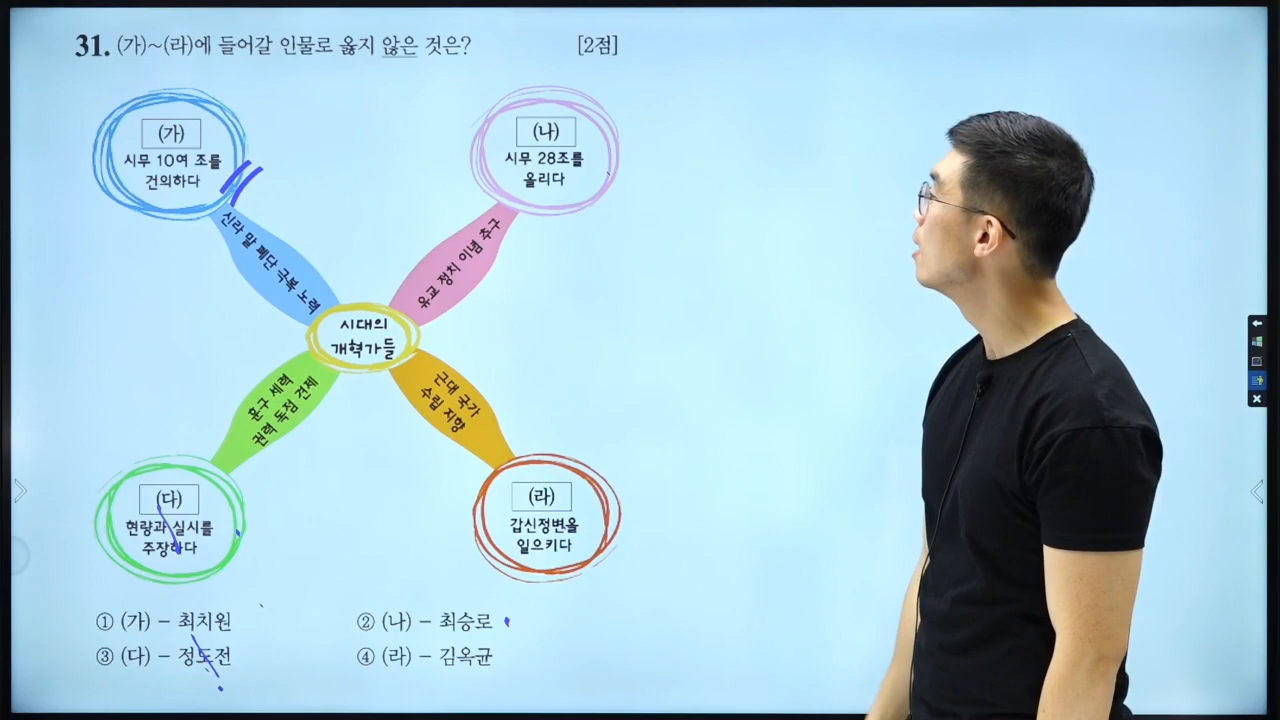 31. (가)~(라)에 들어갈 인물로 옳지 않은 것은? [2점]
(가)
시무 10여 조를
건의하다
(나)
시무 28조를
올리다
신라 말 폐단 극복 노력
유교 정치 이념 추구
시대의
개혁가들
훈구 세력
권력 독점 견제
근대 국가
수립 지향
(다)
현량과 실시를
주장하다
(라)
갑신정변을
일으키다
① (가) - 최치원
② (나) - 최승로
③ (다) - 정도전
④ (라) - 김옥균